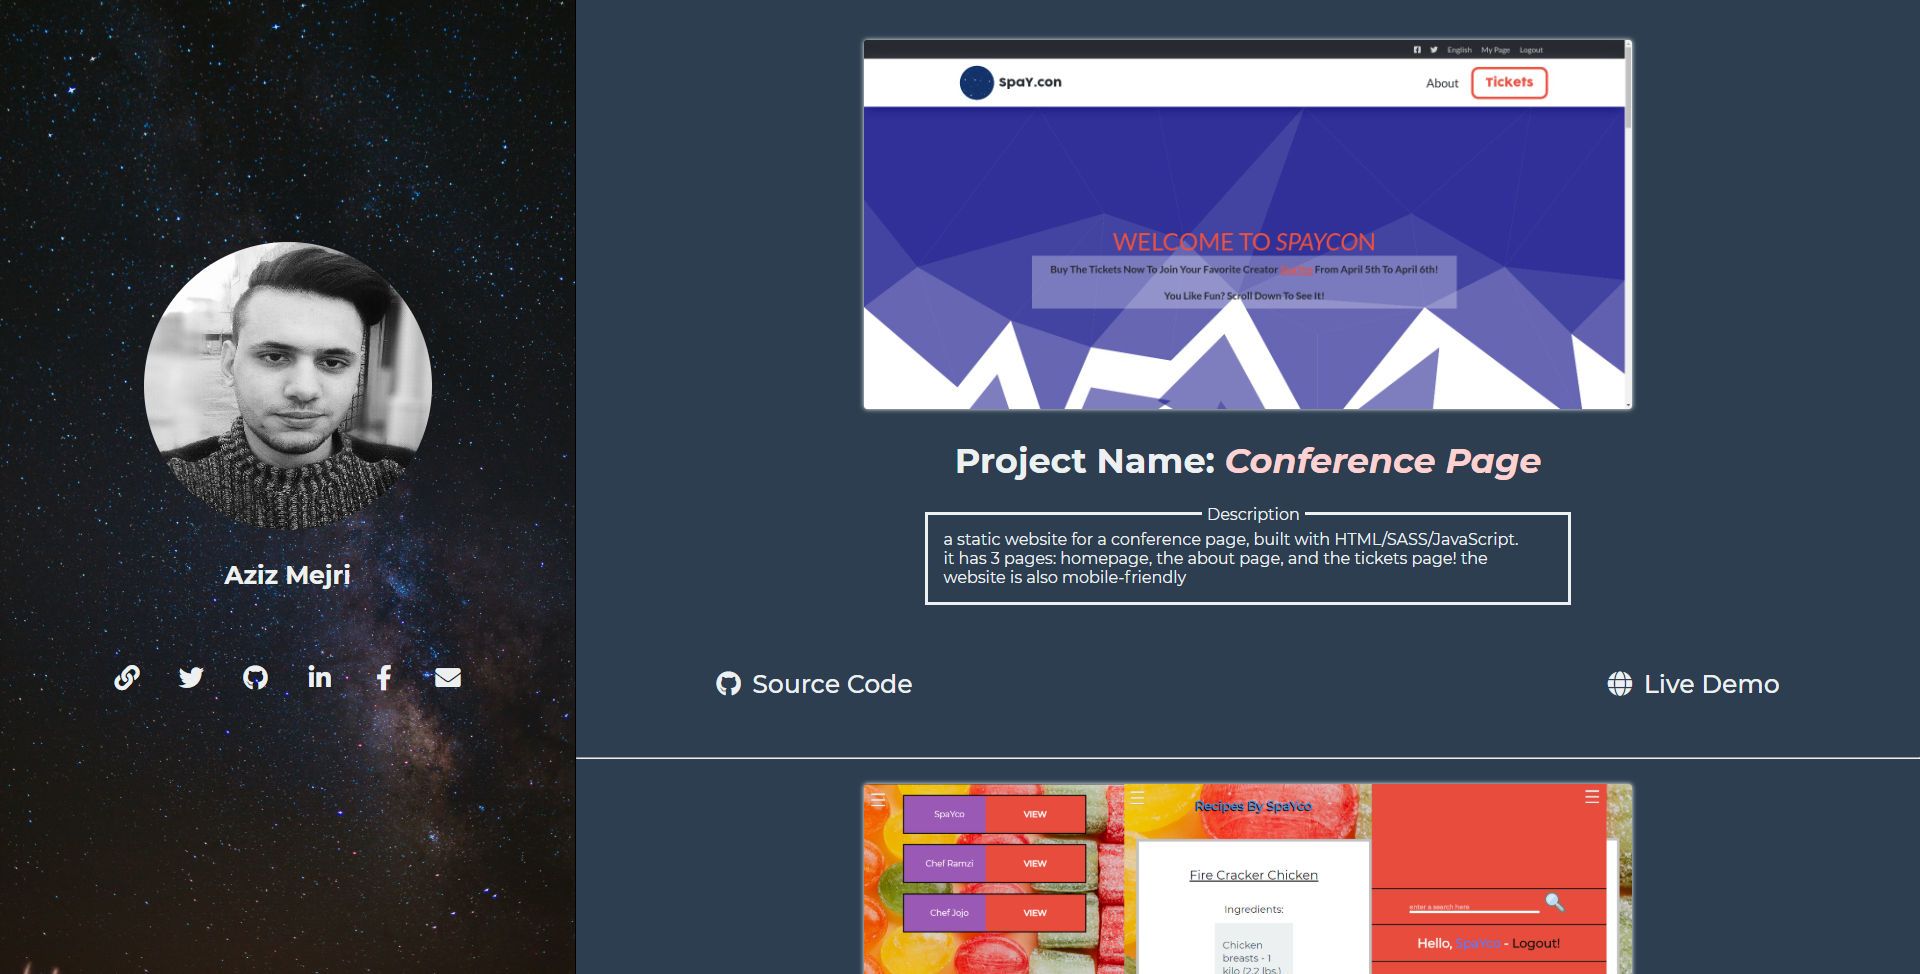 Aziz Mejri
English My Page Logout
SpaY.con
About Tickets
WELCOME TO SPAYCON
Buy The Tickets Now To Join Your Favorite Creator SpaYco From April 5th To April 6th!
You Like Fun? Scroll Down To See It!
Project Name: Conference Page
Description
a static website for a conference page, built with HTML/SASS/JavaScript.
it has 3 pages: homepage, the about page, and the tickets page! the
website is also mobile-friendly
Source Code
Live Demo
SpaYco VIEW
Chef Ramzi VIEW
Chef Jojo VIEW
Recipes By SpaYco
Fire Cracker Chicken
Ingredients:
Chicken
breasts - 1
kilo (2.2 lbs.)
enter a search here
Hello, SpaYco - Logout!